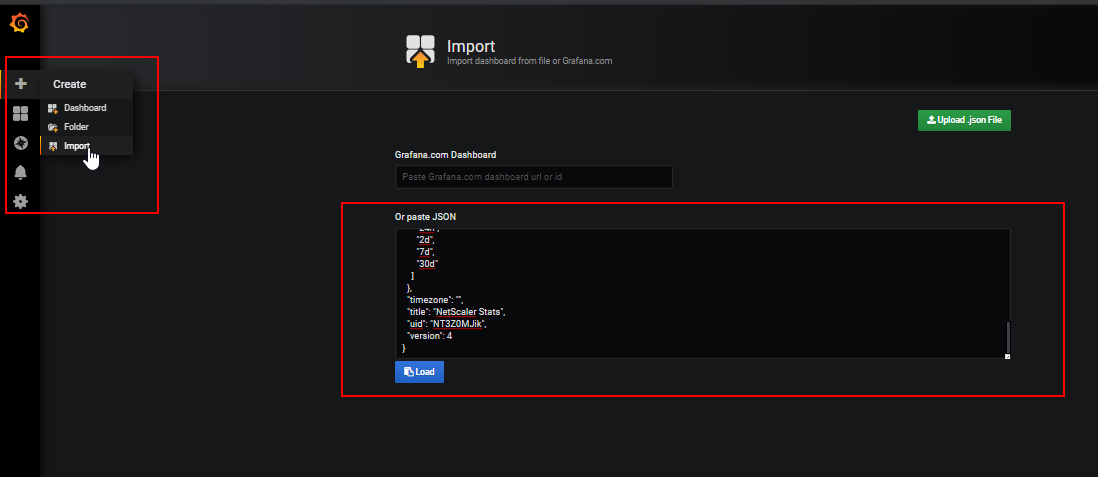 Import
Import dashboard from file or Grafana.com
Create
Dashboard
Folder
Import
Upload .json File
Grafana.com Dashboard
Paste Grafana.com dashboard url or id
Or paste JSON
"24h",
"2d",
"7d",
"30d"
]
},
"timezone": "",
"title": "NetScaler Stats",
"uid": "NT3Z0MJik",
"version": 4
}
Load